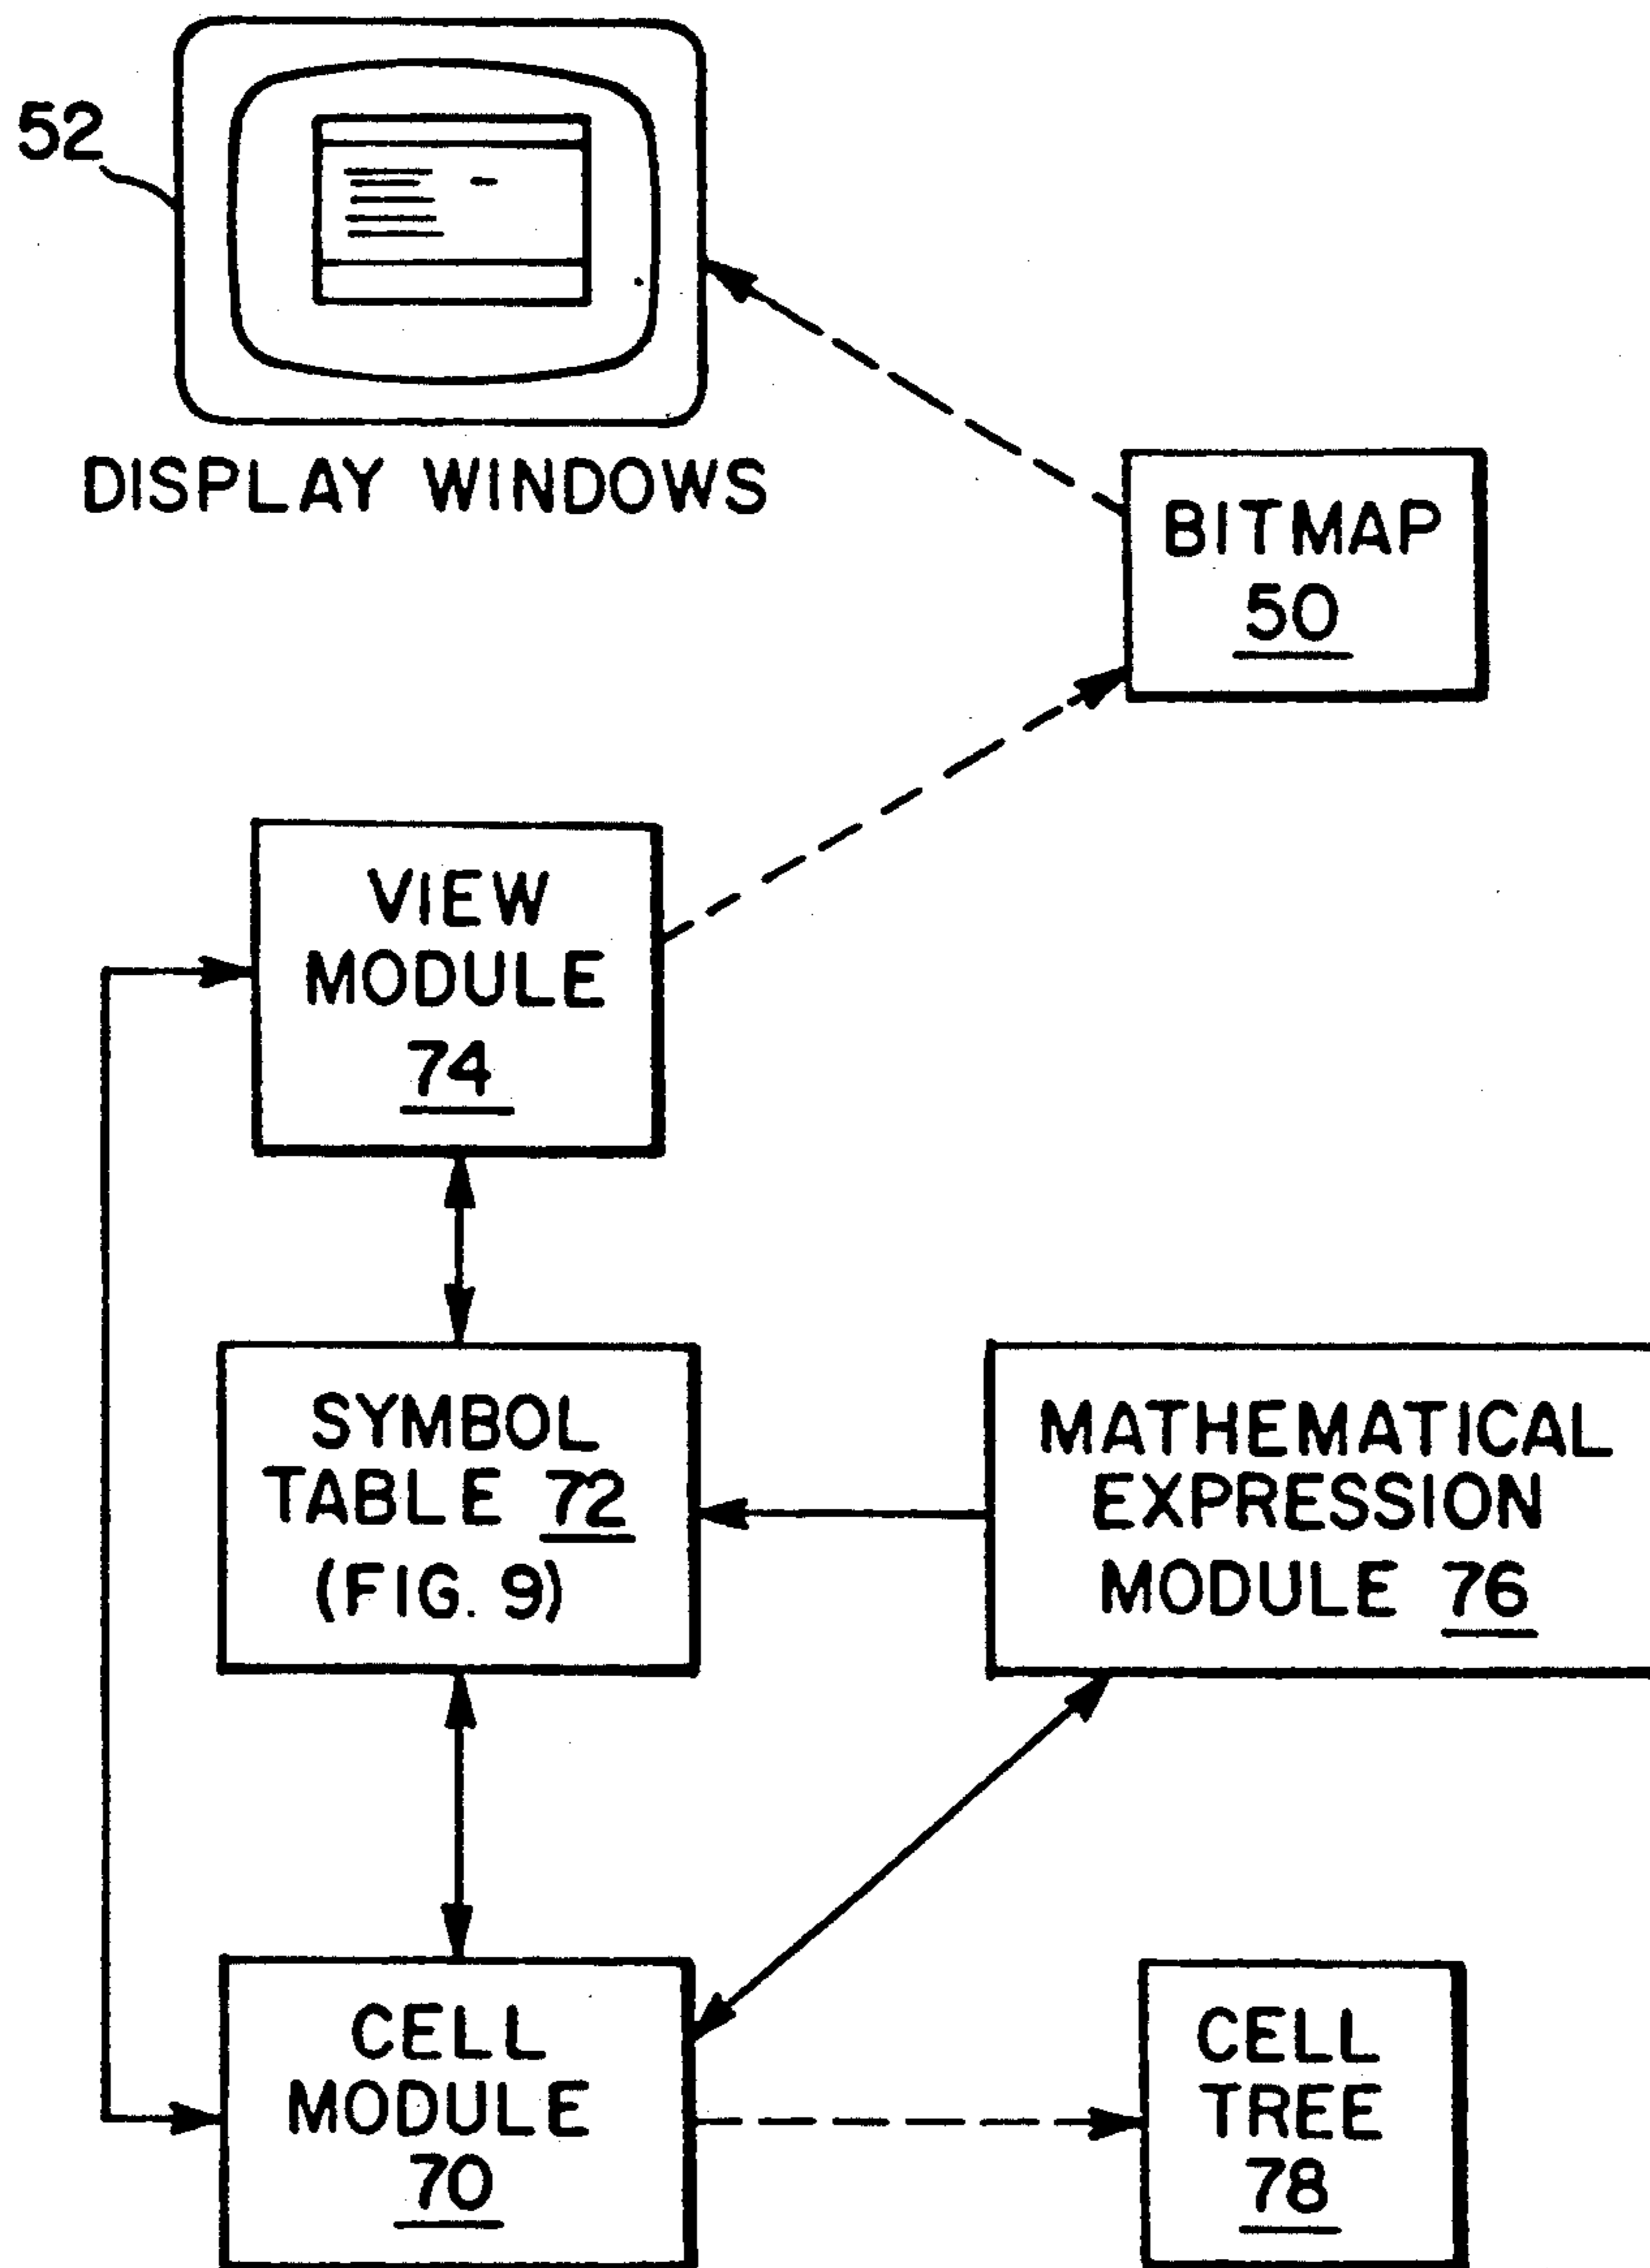 52
DISPLAY WINDOWS
BITMAP
50
VIEW
MODULE
74
SYMBOL
TABLE 72
(FIG. 9)
MATHEMATICAL
EXPRESSION
MODULE 76
CELL
MODULE
70
CELL
TREE
78